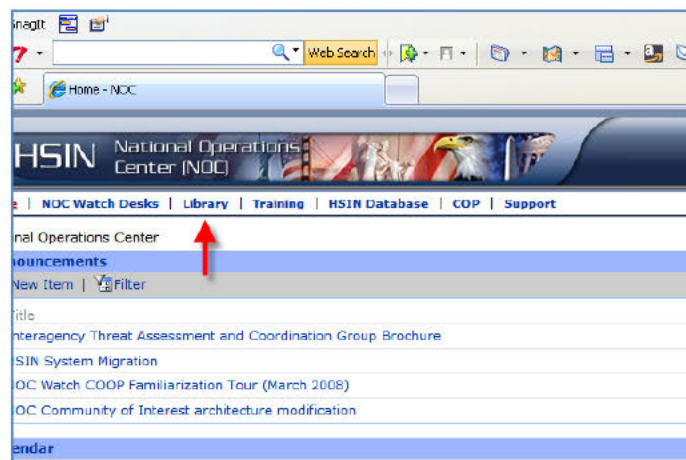 SnagIt
Web Search
Home - NOC
HSIN National Operations
Center (NOC)
e | NOC Watch Desks | Library | Training | HSIN Database | COP | Support
nal Operations Center
nouncements
New Item | Filter
Title
nteragency Threat Assessment and Coordination Group Brochure
HSIN System Migration
NOC Watch COOP Familiarization Tour (March 2008)
NOC Community of Interest architecture modification
endar